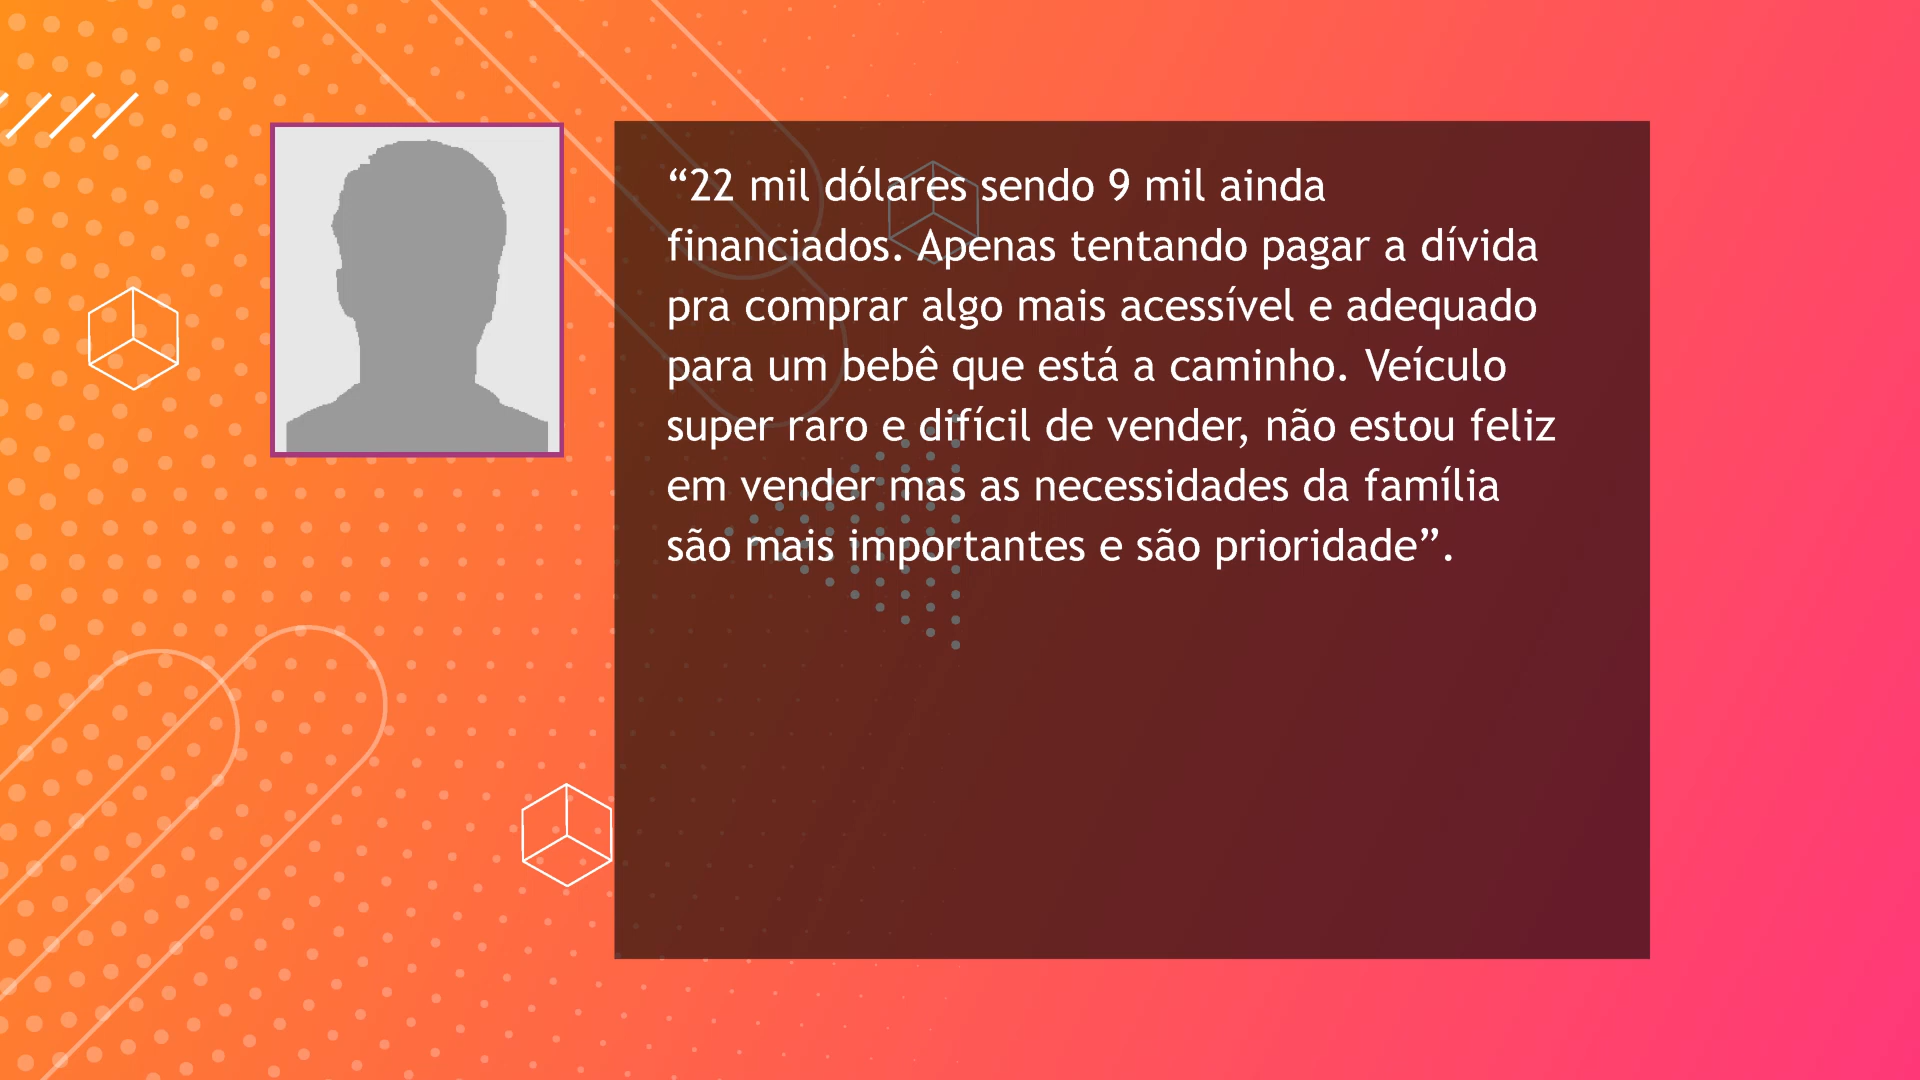 “22 mil dólares sendo 9 mil ainda
financiados. Apenas tentando pagar a dívida
pra comprar algo mais acessível e adequado
para um bebê que está a caminho. Veículo
super raro e difícil de vender, não estou feliz
em vender mas as necessidades da família
são mais importantes e são prioridade”.